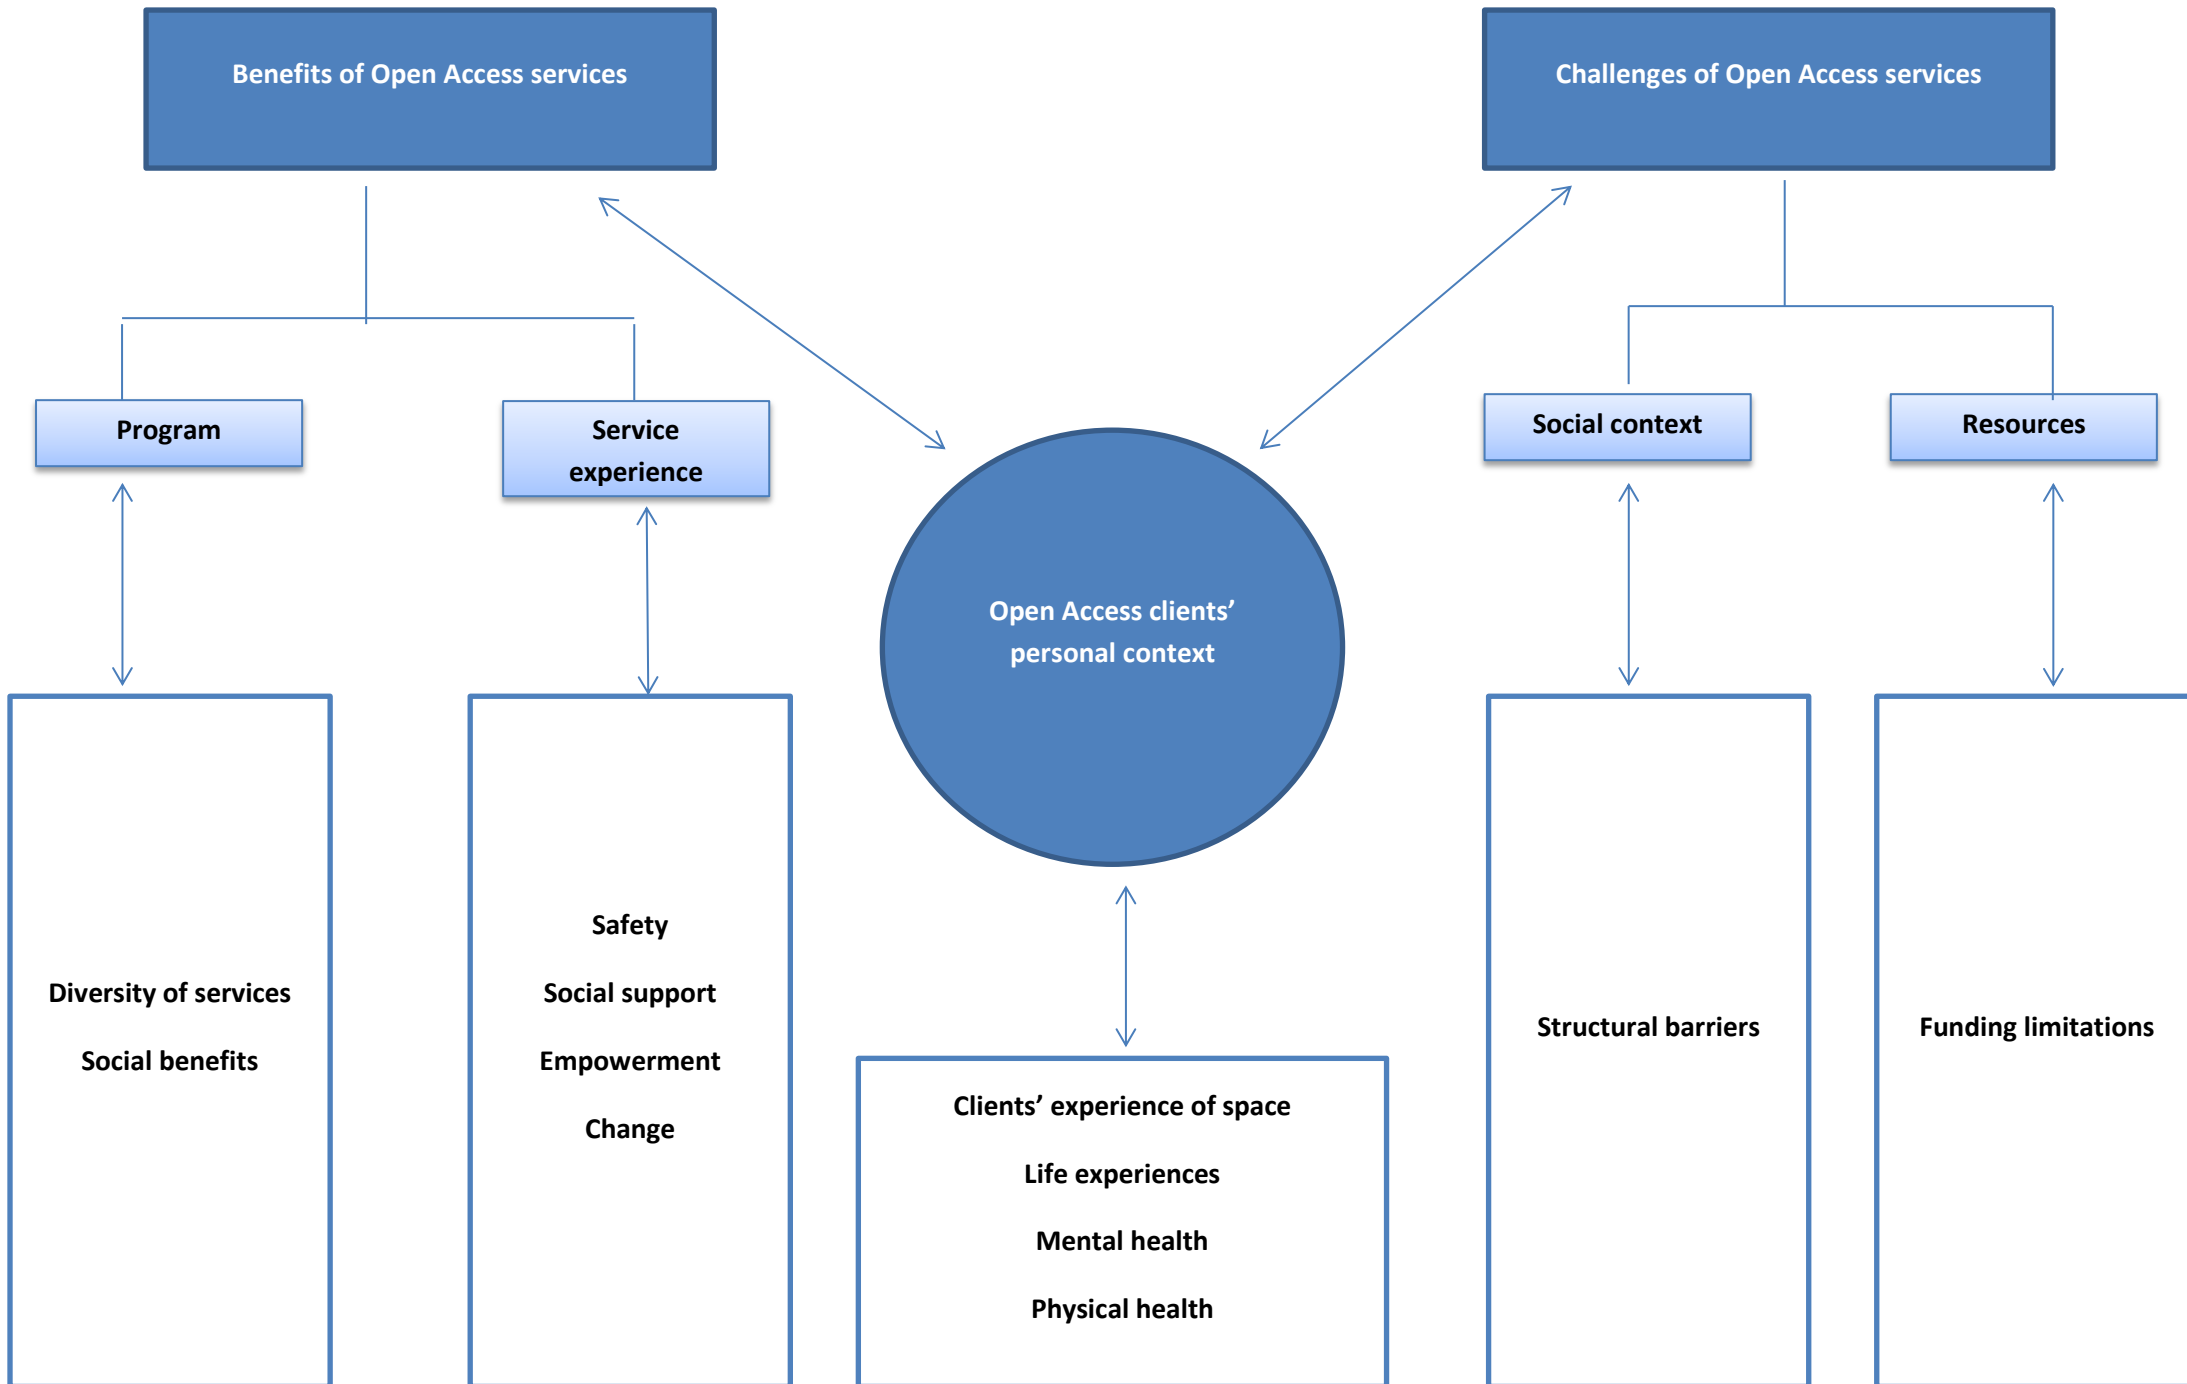 Benefits of Open Access services
Challenges of Open Access services
Program
Service
experience
Social context
Resources
Open Access clients’
personal context
Diversity of services
Social benefits
Safety
Social support
Empowerment
Change
Clients’ experience of space
Life experiences
Mental health
Physical health
Structural barriers
Funding limitations